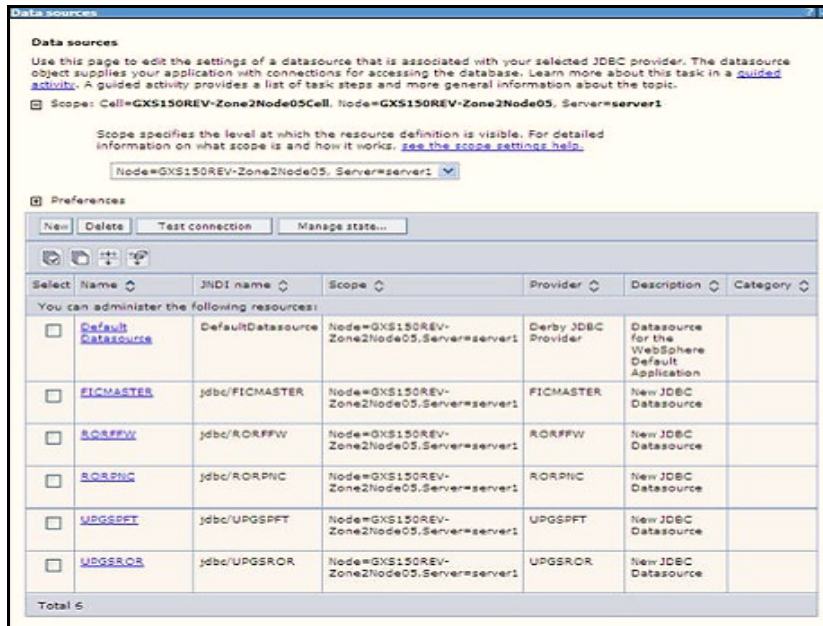 Data sources
?
Data sources
Use this page to edit the settings of a datasource that is associated with your selected JDBC provider. The datasource
object supplies your application with connections for accessing the database. Learn more about this task in a guided
activity. A guided activity provides a list of task steps and more general information about the topic.
Scope: Cell=GXS150REV-Zone2Node05Cell, Node=GXS150REV-Zone2Node05, Server=server1
Scope specifies the level at which the resource definition is visible. For detailed
information on what scope is and how it works, see the scope settings help.
Node=GXS150REV-Zone2Node05, Server=server1
Preferences
New Delete Test connection Manage state...
Select Name JNDI name Scope Provider Description Category
You can administer the following resources:
Default Datasource DefaultDatasource Node=GXS150REV-Zone2Node05,Server=server1 Derby JDBC Provider Datasource for the WebSphere Default Application
FICMASTER jdbc/FICMASTER Node=GXS150REV-Zone2Node05,Server=server1 FICMASTER New JDBC Datasource
RORFFW jdbc/RORFFW Node=GXS150REV-Zone2Node05,Server=server1 RORFFW New JDBC Datasource
RORPNC jdbc/RORPNC Node=GXS150REV-Zone2Node05,Server=server1 RORPNC New JDBC Datasource
UPGSPFT jdbc/UPGSPFT Node=GXS150REV-Zone2Node05,Server=server1 UPGSPFT New JDBC Datasource
UPGSROR jdbc/UPGSROR Node=GXS150REV-Zone2Node05,Server=server1 UPGSROR New JDBC Datasource
Total 6